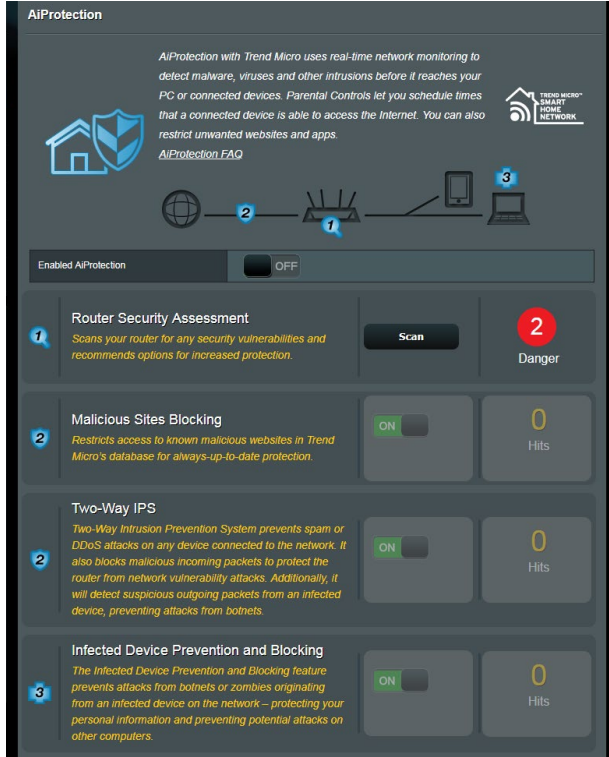 AiProtection
AiProtection with Trend Micro uses real-time network monitoring to
detect malware, viruses and other intrusions before it reaches your
PC or connected devices. Parental Controls let you schedule times
that a connected device is able to access the Internet. You can also
restrict unwanted websites and apps.
AiProtection FAQ
TREND MICRO™
SMART
HOME
NETWORK
3
2
1
Enabled AiProtection
OFF
1
Router Security Assessment
Scans your router for any security vulnerabilities and
recommends options for increased protection.
Scan
2
Danger
2
Malicious Sites Blocking
Restricts access to known malicious websites in Trend
Micro's database for always-up-to-date protection.
ON
0
Hits
2
Two-Way IPS
Two-Way Intrusion Prevention System prevents spam or
DDoS attacks on any device connected to the network. It
also blocks malicious incoming packets to protect the
router from network vulnerability attacks. Additionally, it
will detect suspicious outgoing packets from an infected
device, preventing attacks from botnets.
ON
0
Hits
3
Infected Device Prevention and Blocking
The Infected Device Prevention and Blocking feature
prevents attacks from botnets or zombies originating
from an infected device on the network – protecting your
personal information and preventing potential attacks on
other computers.
ON
0
Hits